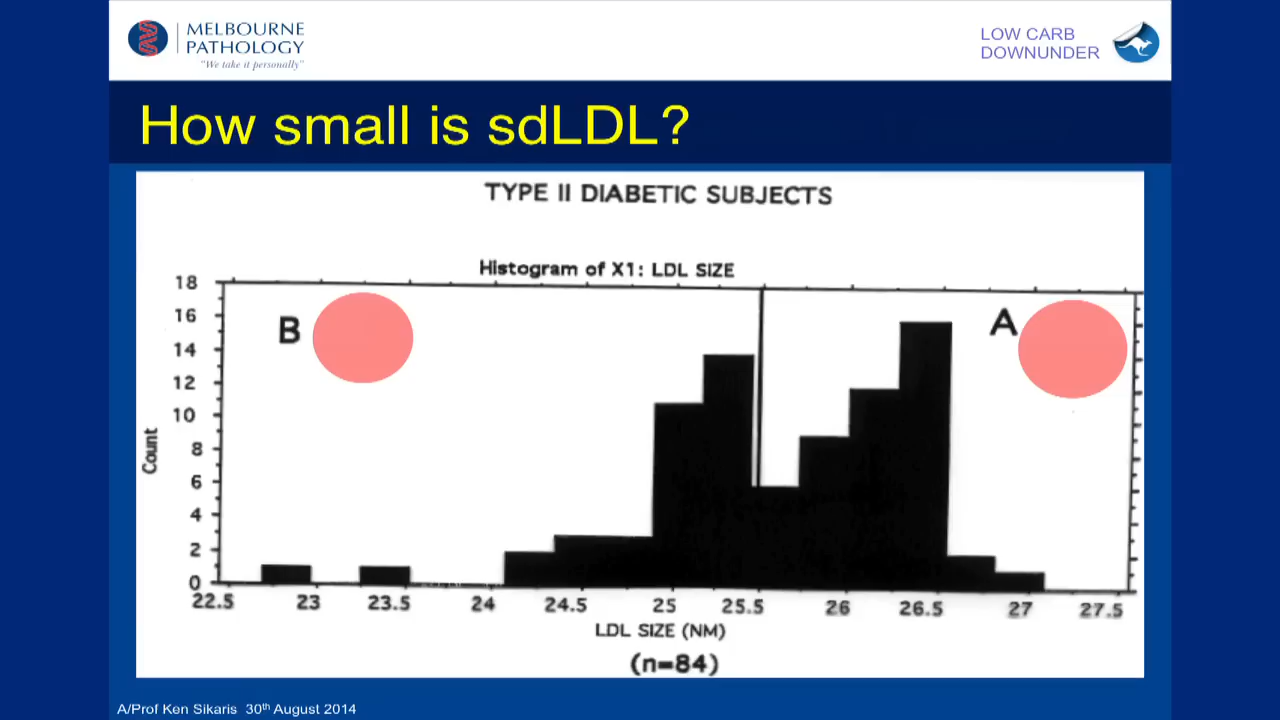 MELBOURNE
PATHOLOGY
"We take it personally"
LOW CARB
DOWNUNDER
How small is sdLDL?
TYPE II DIABETIC SUBJECTS
Histogram of X1: LDL SIZE
18
16
14
12
10
8
6
4
2
0
Count
B
A
22.5 23 23.5 24 24.5 25 25.5 26 26.5 27 27.5
LDL SIZE (NM)
(n=84)
A/Prof Ken Sikaris 30th August 2014